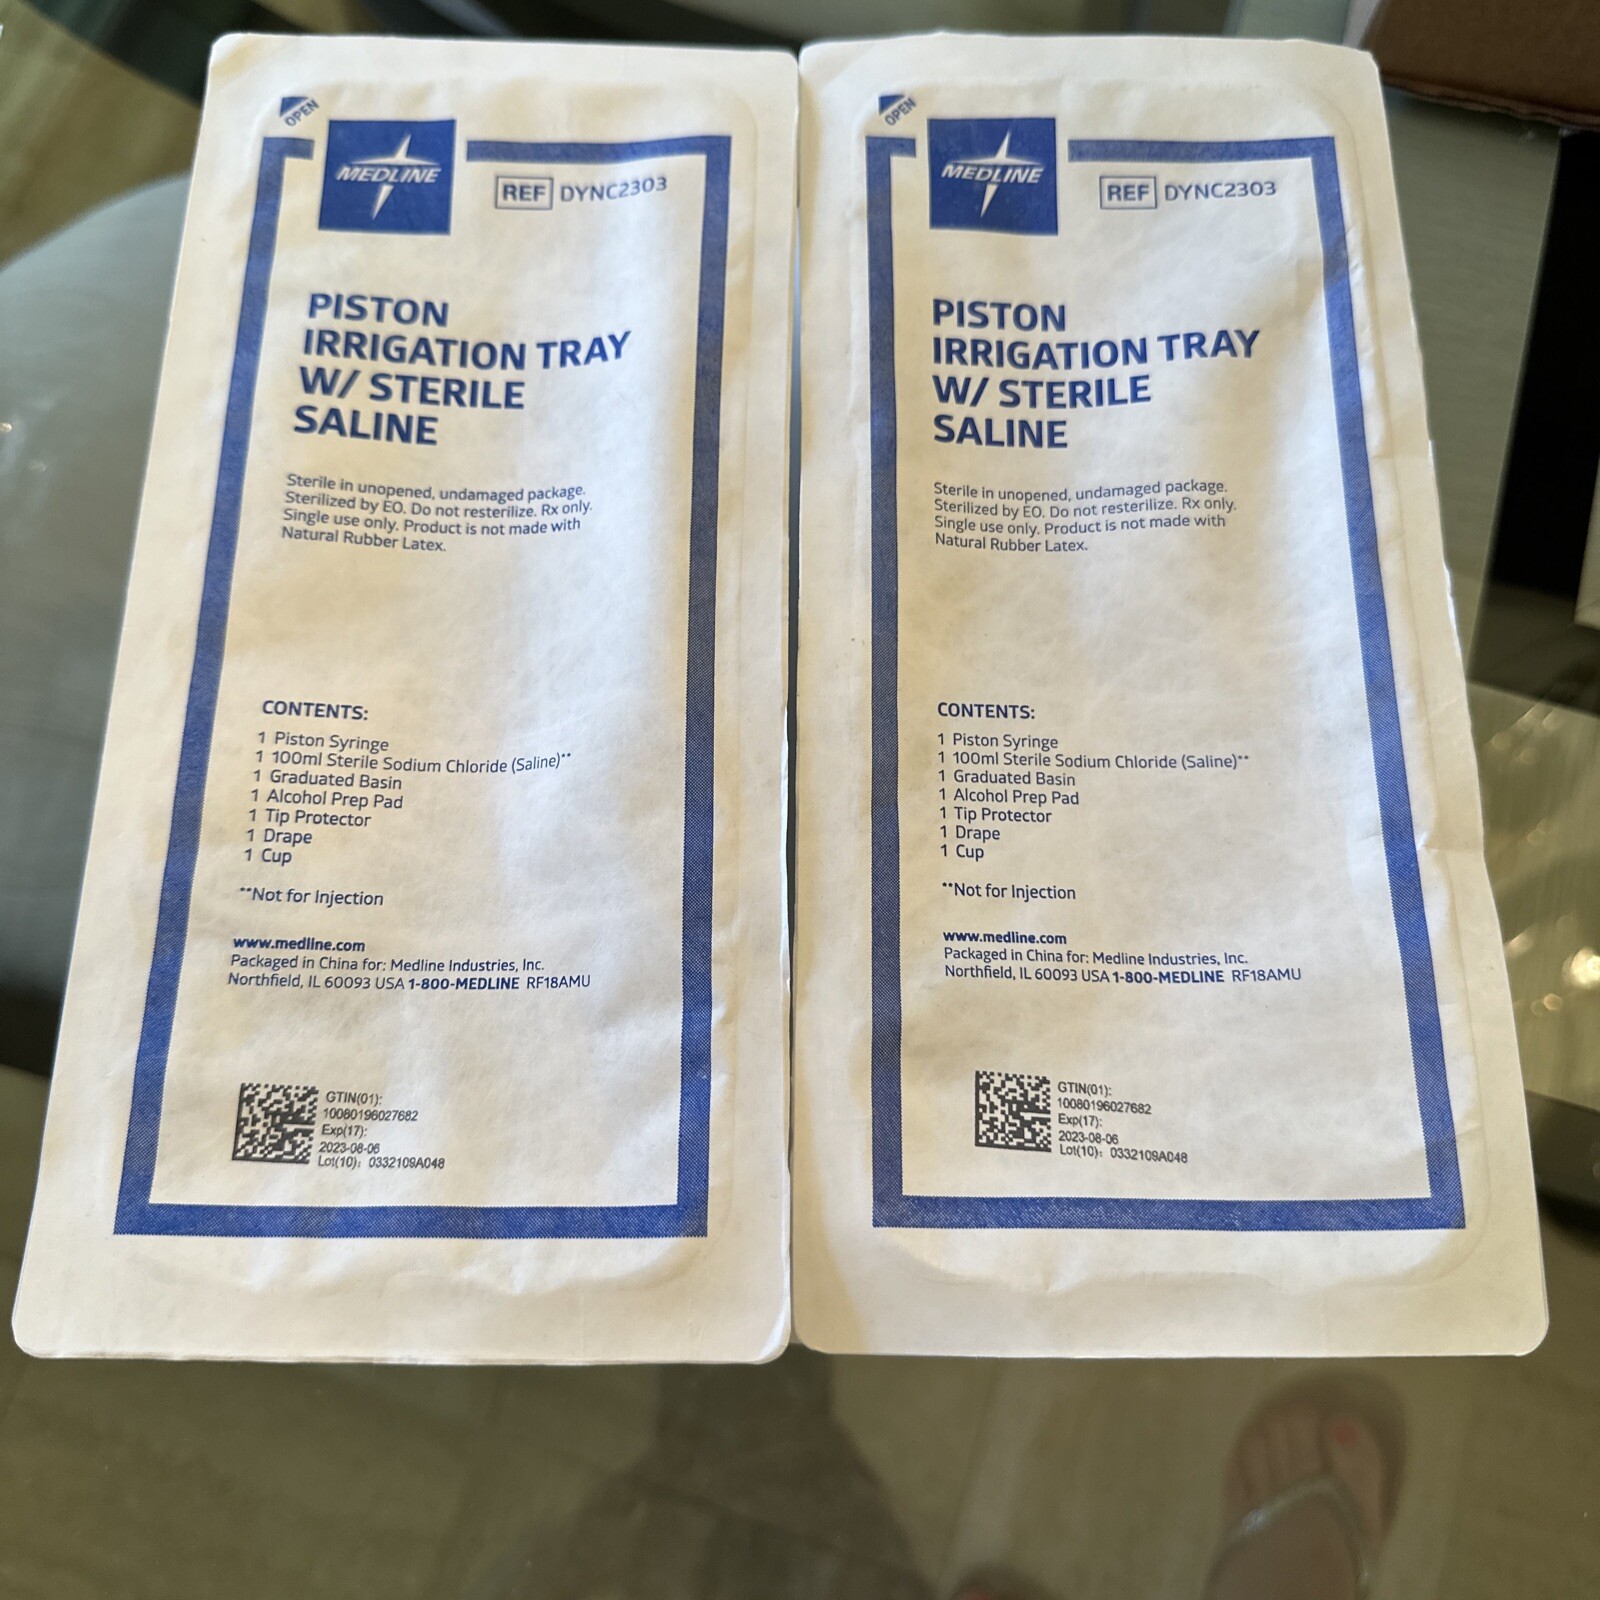 OPEN
MEDLINE
REF DYNC2303
PISTON
IRRIGATION TRAY
W/ STERILE
SALINE
Sterile in unopened, undamaged package.
Sterilized by EO. Do not resterilize. Rx only.
Single use only. Product is not made with
Natural Rubber Latex.
CONTENTS:
1 Piston Syringe
1 100ml Sterile Sodium Chloride (Saline)**
1 Graduated Basin
1 Alcohol Prep Pad
1 Tip Protector
1 Drape
1 Cup
**Not for Injection
www.medline.com
Packaged in China for: Medline Industries, Inc.
Northfield, IL 60093 USA 1-800-MEDLINE RF18AMU
GTIN(01):
10080196027682
Exp(17):
2023-08-06
Lot(10): 0332109A048
OPEN
MEDLINE
REF DYNC2303
PISTON
IRRIGATION TRAY
W/ STERILE
SALINE
Sterile in unopened, undamaged package.
Sterilized by EO. Do not resterilize. Rx only.
Single use only. Product is not made with
Natural Rubber Latex.
CONTENTS:
1 Piston Syringe
1 100ml Sterile Sodium Chloride (Saline)**
1 Graduated Basin
1 Alcohol Prep Pad
1 Tip Protector
1 Drape
1 Cup
**Not for Injection
www.medline.com
Packaged in China for: Medline Industries, Inc.
Northfield, IL 60093 USA 1-800-MEDLINE RF18AMU
GTIN(01):
10080196027682
Exp(17):
2023-08-06
Lot(10): 0332109A048